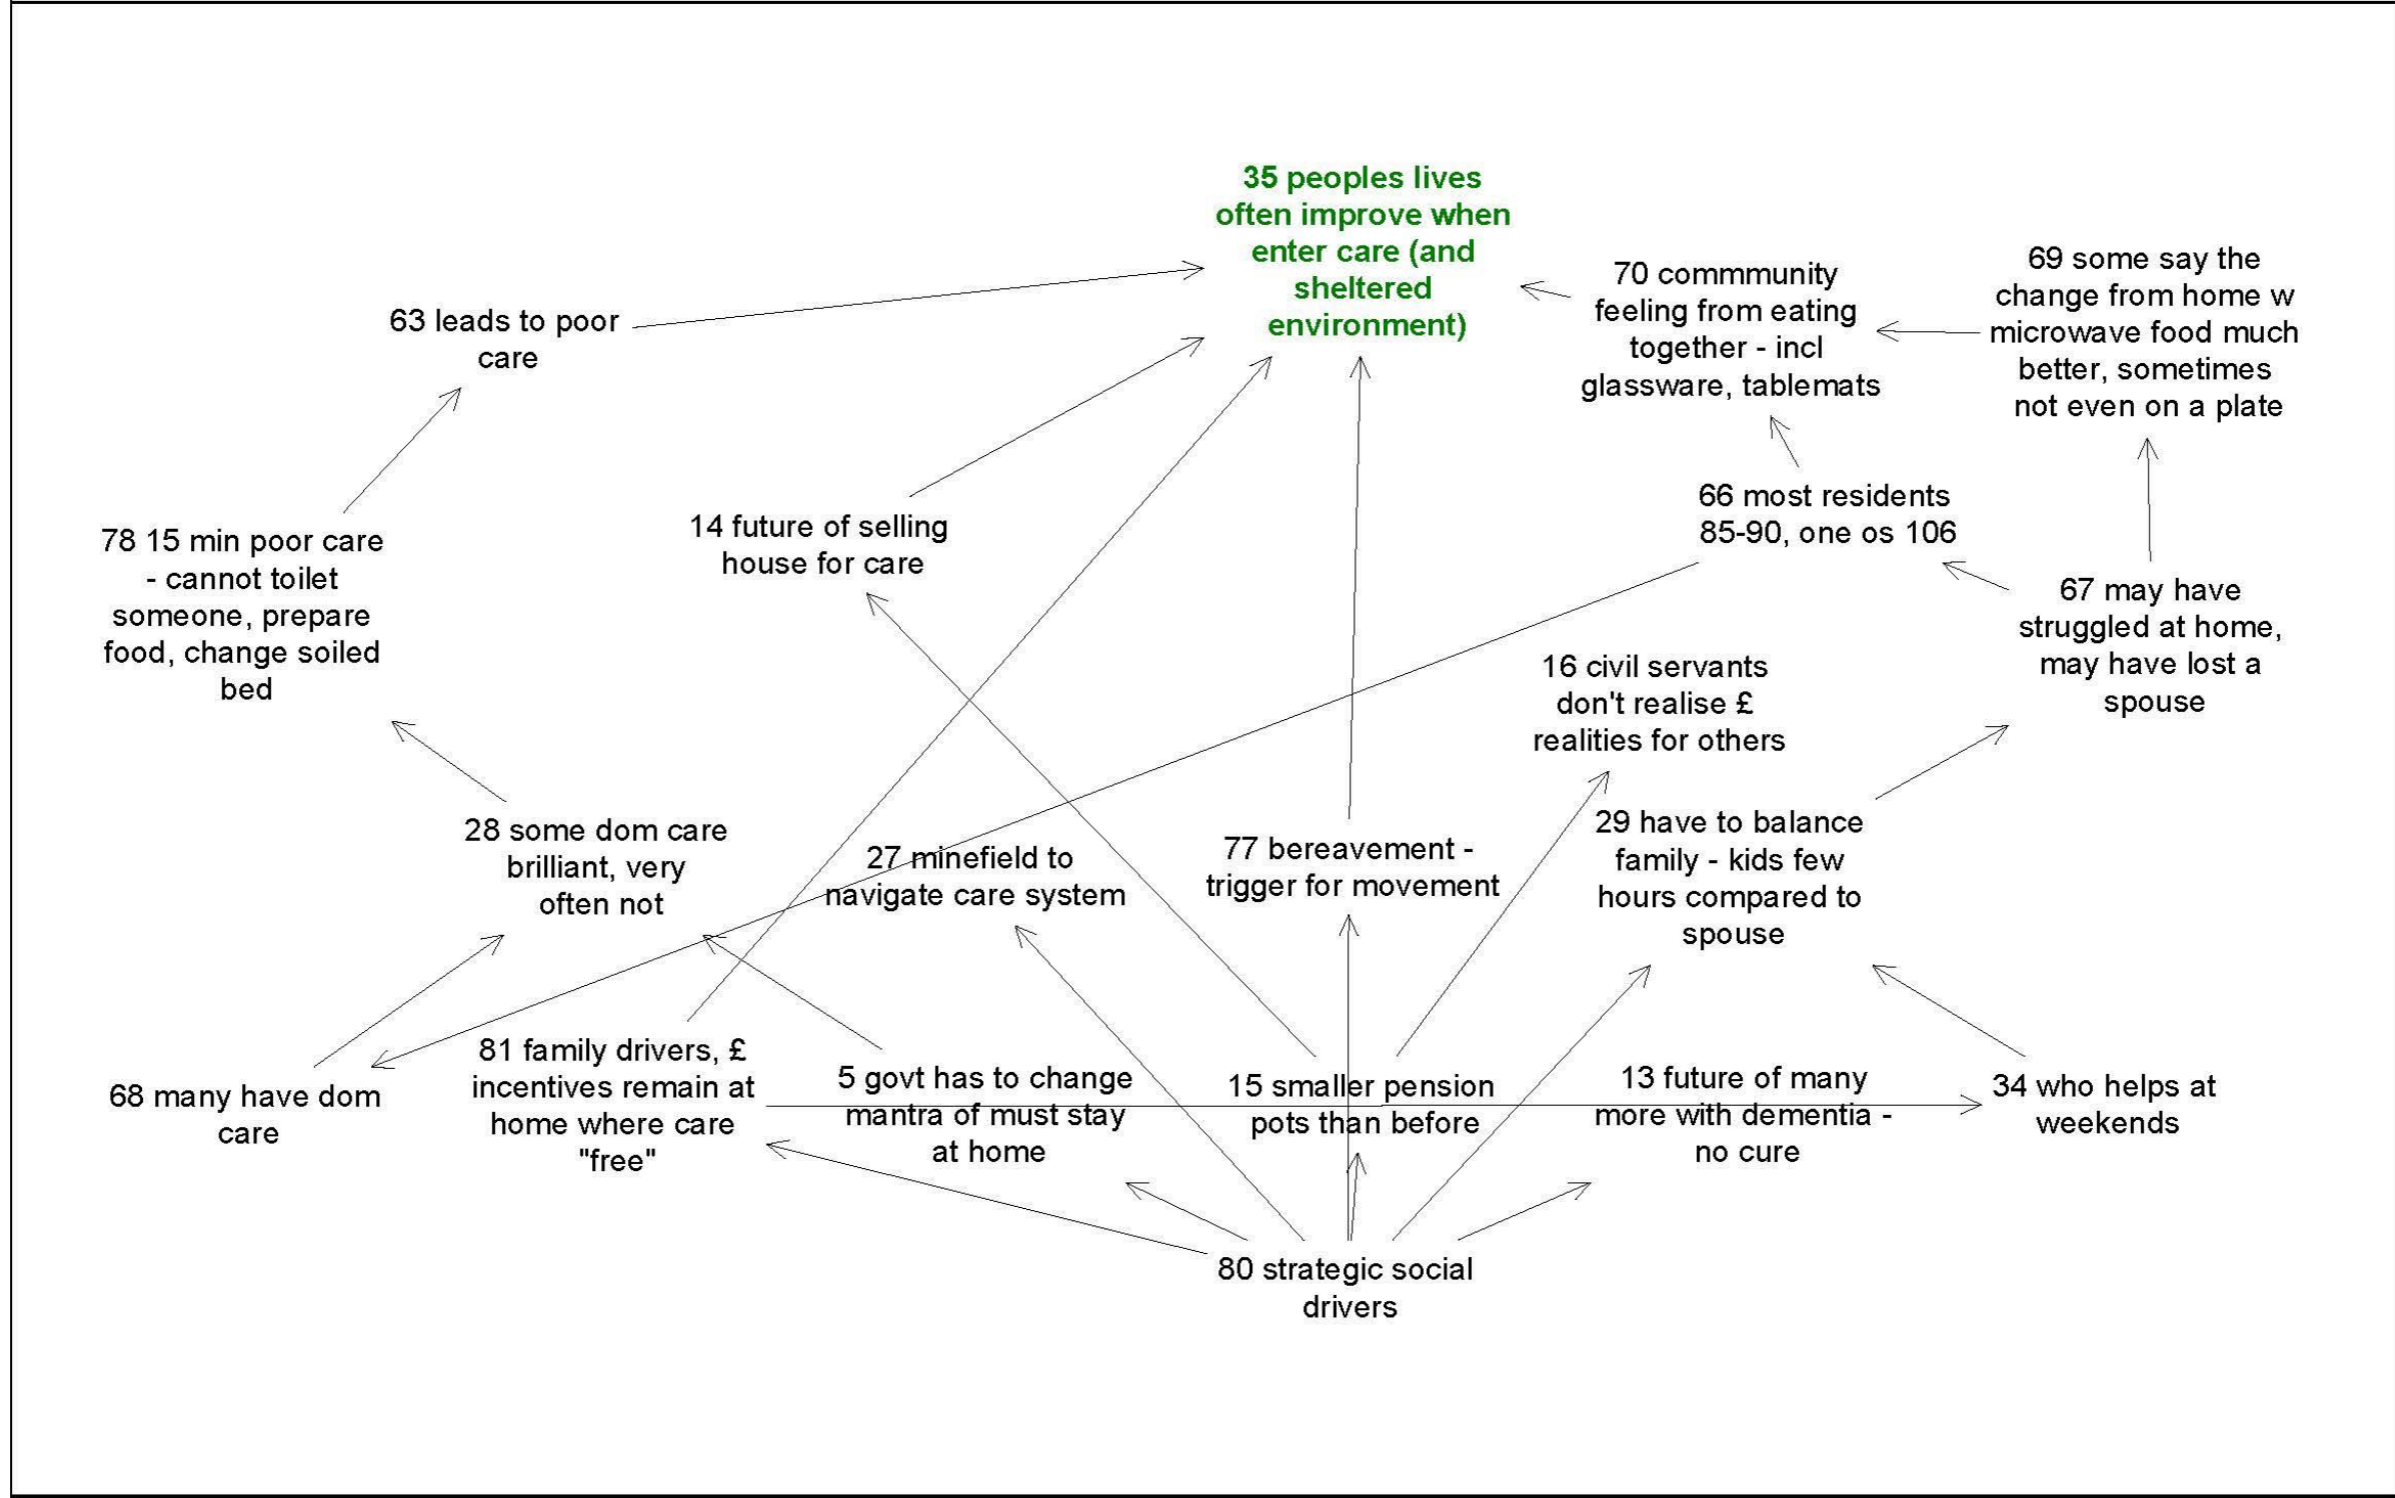 35 peoples lives
often improve when
enter care (and
sheltered
environment)
63 leads to poor
care
70 commmunity
feeling from eating
together - incl
glassware, tablemats
69 some say the
change from home w
microwave food much
better, sometimes
not even on a plate
78 15 min poor care
- cannot toilet
someone, prepare
food, change soiled
bed
14 future of selling
house for care
66 most residents
85-90, one os 106
67 may have
struggled at home,
may have lost a
spouse
16 civil servants
don't realise £
realities for others
28 some dom care
brilliant, very
often not
27 minefield to
navigate care system
77 bereavement -
trigger for movement
29 have to balance
family - kids few
hours compared to
spouse
68 many have dom
care
81 family drivers, £
incentives remain at
home where care
"free"
5 govt has to change
mantra of must stay
at home
15 smaller pension
pots than before
13 future of many
more with dementia -
no cure
34 who helps at
weekends
80 strategic social
drivers